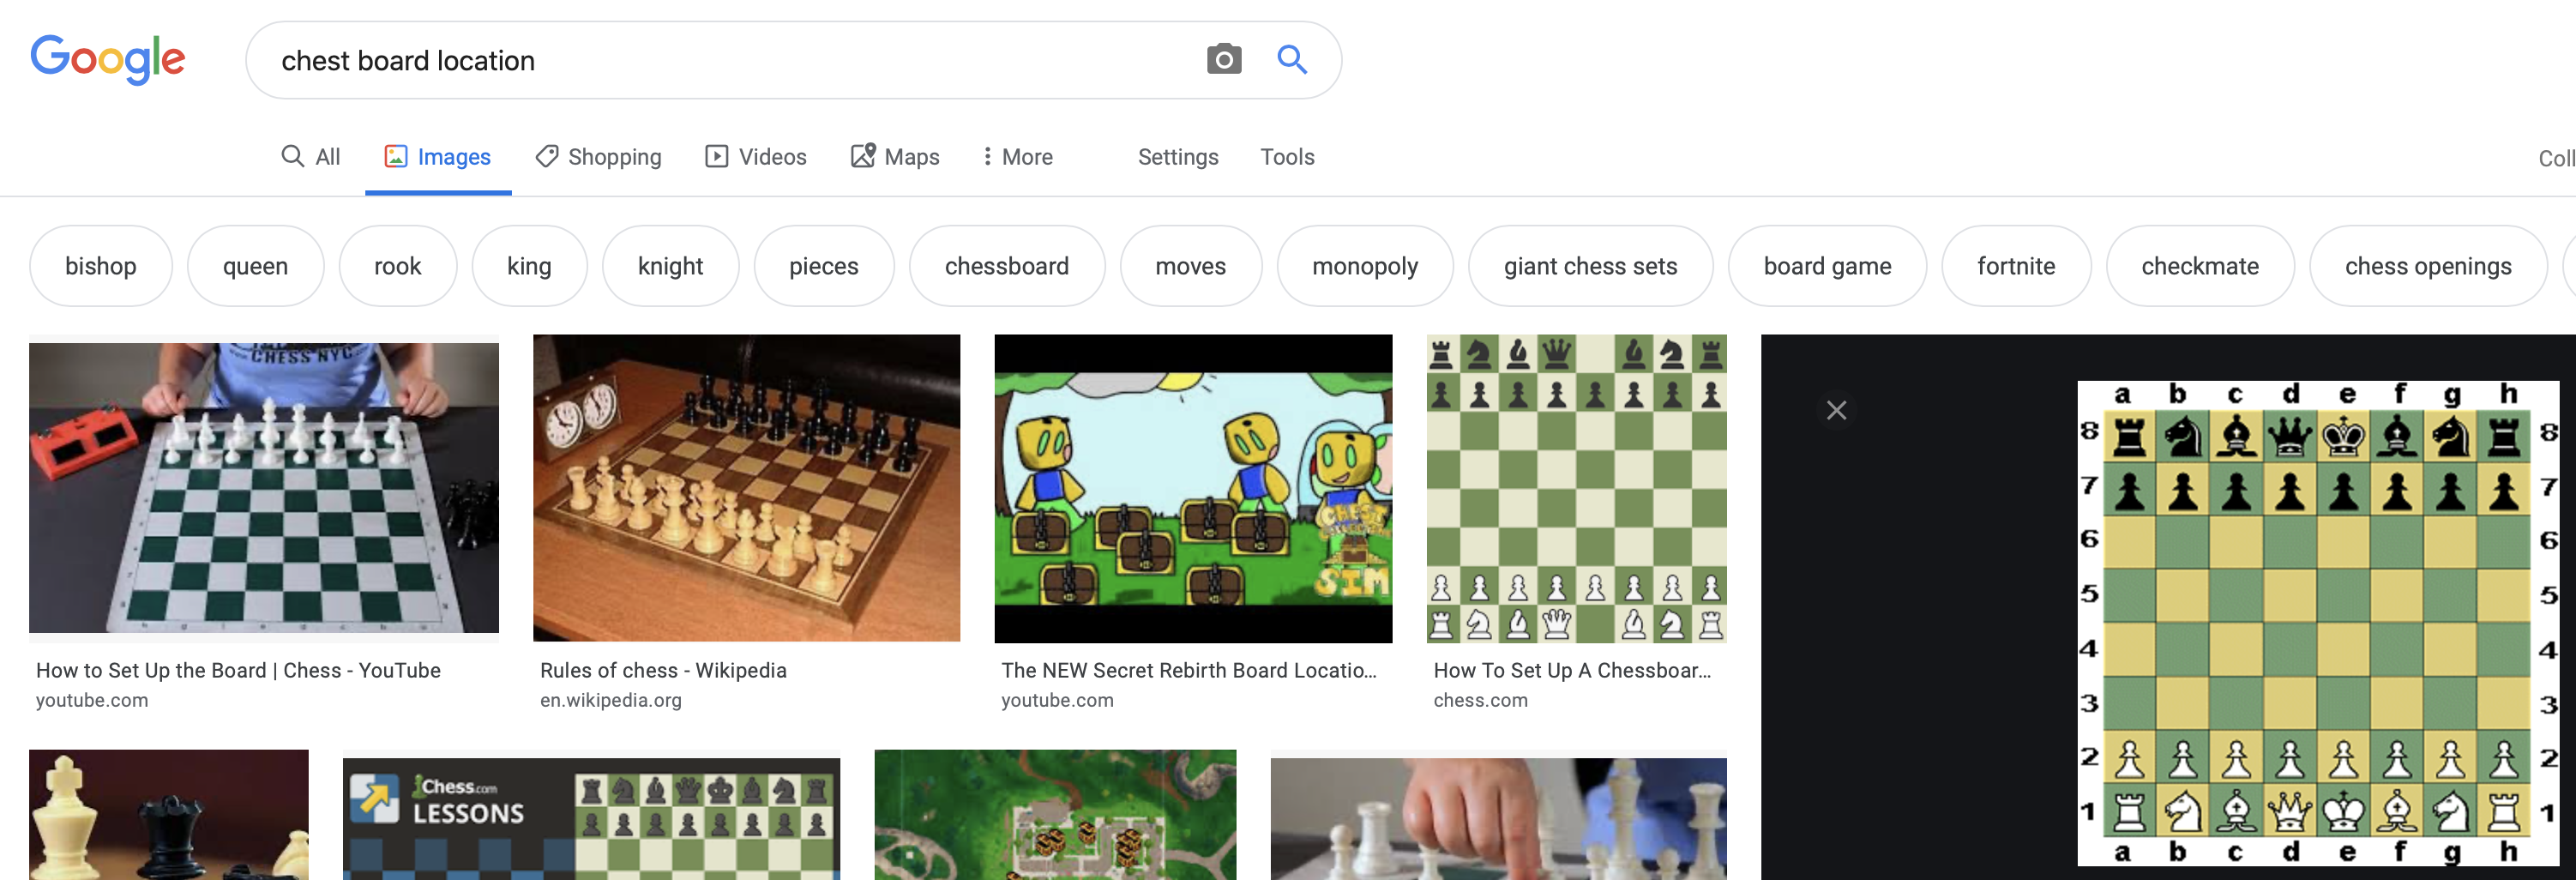 Google
chest board location
All
Images
Shopping
Videos
Maps
More
Settings
Tools
Coll
bishop
queen
rook
king
knight
pieces
chessboard
moves
monopoly
giant chess sets
board game
fortnite
checkmate
chess openings
CHESS NYC
How to Set Up the Board | Chess - YouTube
youtube.com
Rules of chess - Wikipedia
en.wikipedia.org
CHEST
SIM
The NEW Secret Rebirth Board Locatio...
youtube.com
How To Set Up A Chessboar...
chess.com
a b c d e f g h
8 8
7 7
6 6
5 5
4 4
3 3
2 2
1 1
a b c d e f g h
Chess.com
LESSONS